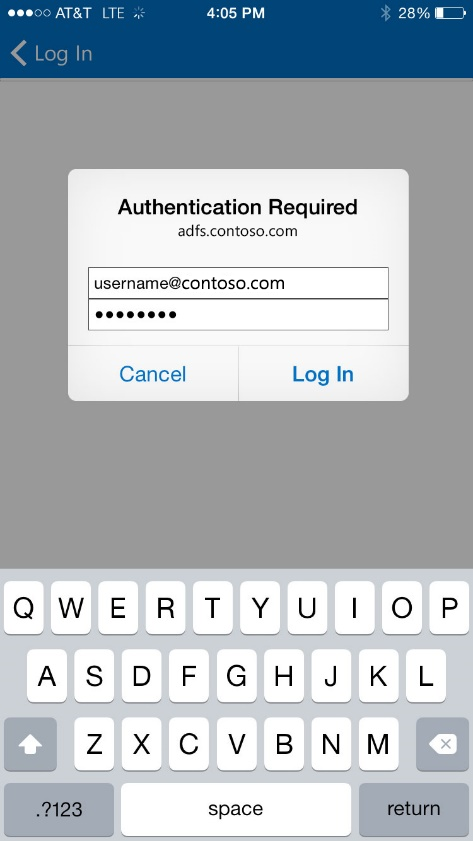 AT&T LTE 4:05 PM 28%
Log In
Authentication Required
adfs.contoso.com
username@contoso.com
••••••••
Cancel Log In
Q W E R T Y U I O P
A S D F G H J K L
Z X C V B N M
.?123 space return